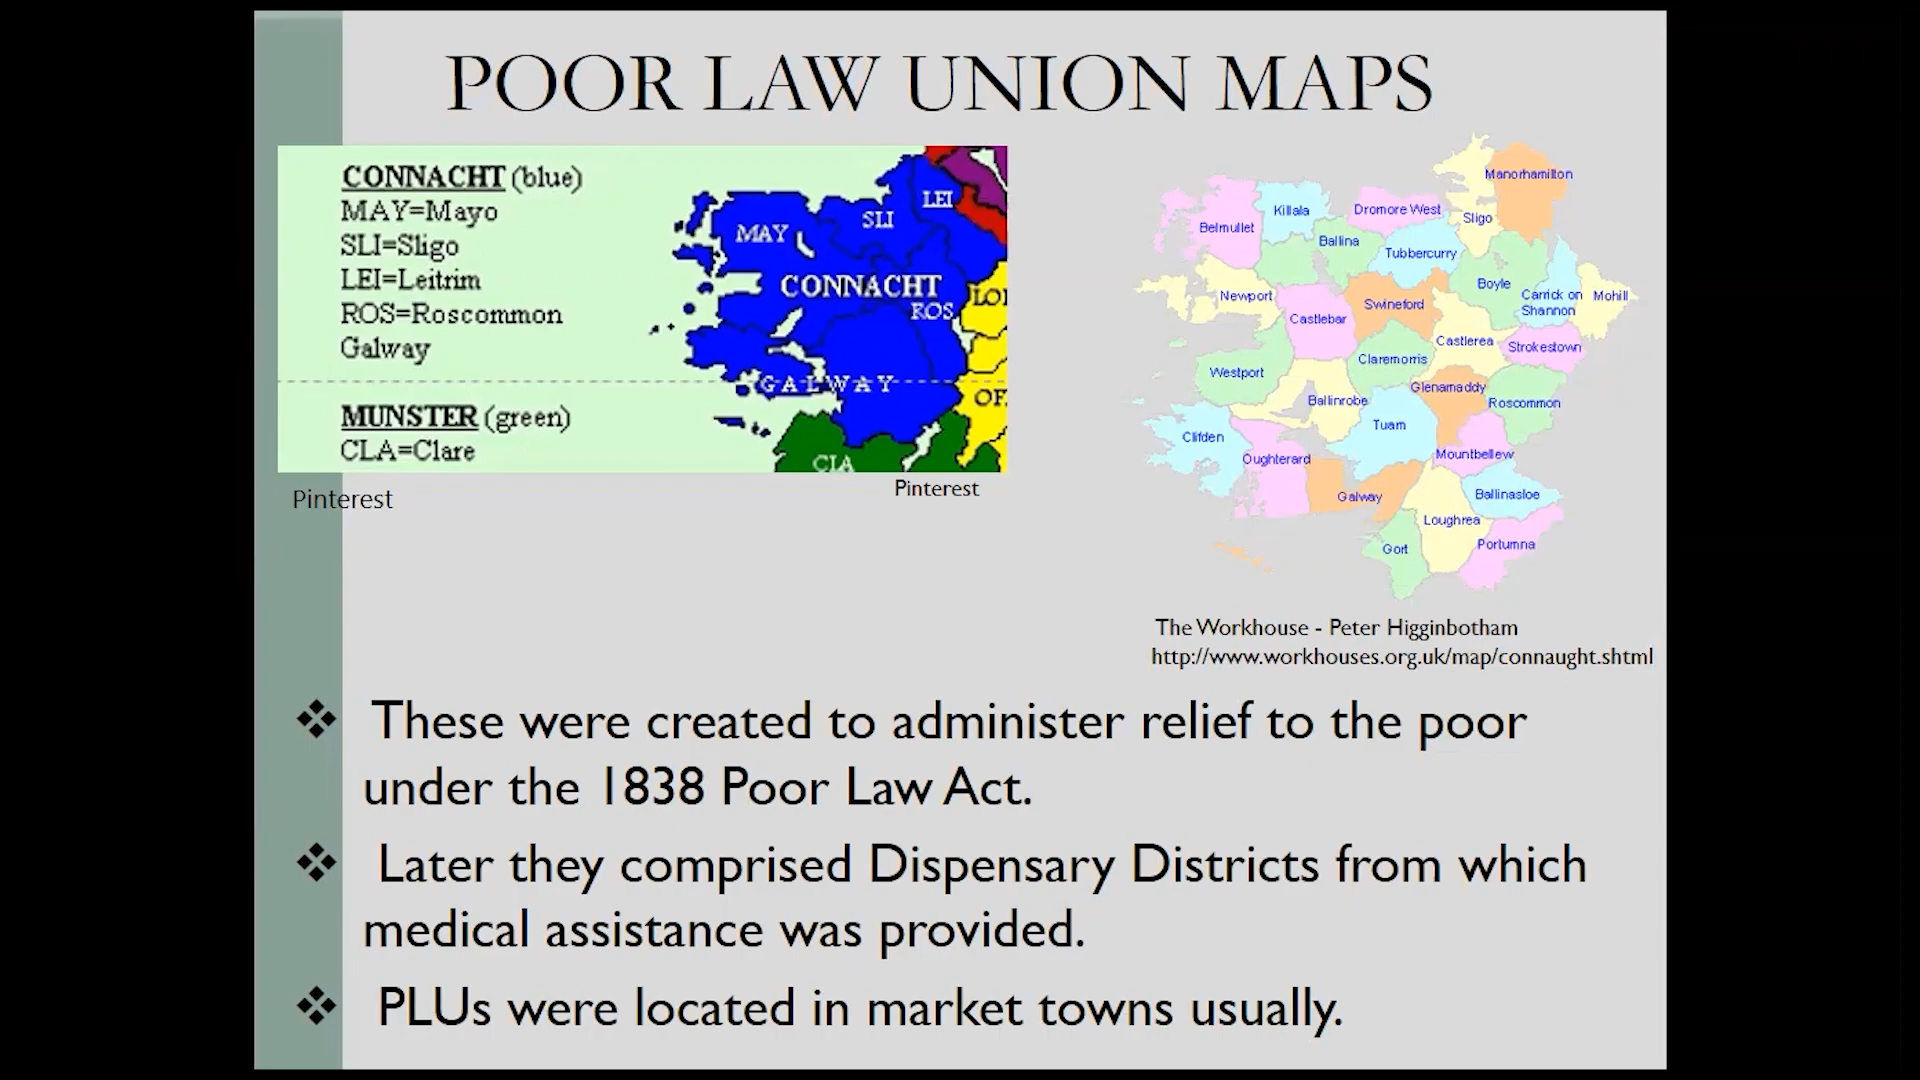 POOR LAW UNION MAPS
CONNACHT (blue)
MAY=Mayo
SLI=Sligo
LEI=Leitrim
ROS=Roscommon
Galway
MUNSTER (green)
CLA=Clare
LEI
SLI
MAY
CONNACHT
ROS
LO
GALWAY
OF
CLA
Pinterest
Pinterest
Manorhamilton
Killala
Dromore West
Sligo
Belmullet
Ballina
Tubbercurry
Boyle
Newport
Swineford
Carrick on
Shannon
Mohill
Castlebar
Castlerea
Strokestown
Claremorris
Westport
Glenamaddy
Ballinrobe
Roscommon
Tuam
Clifden
Oughterard
Mountbellew
Galway
Ballinasloe
Loughrea
Gort
Portumna
The Workhouse - Peter Higginbotham
http://www.workhouses.org.uk/map/connaught.shtml
❖ These were created to administer relief to the poor
under the 1838 Poor Law Act.
❖ Later they comprised Dispensary Districts from which
medical assistance was provided.
❖ PLUs were located in market towns usually.